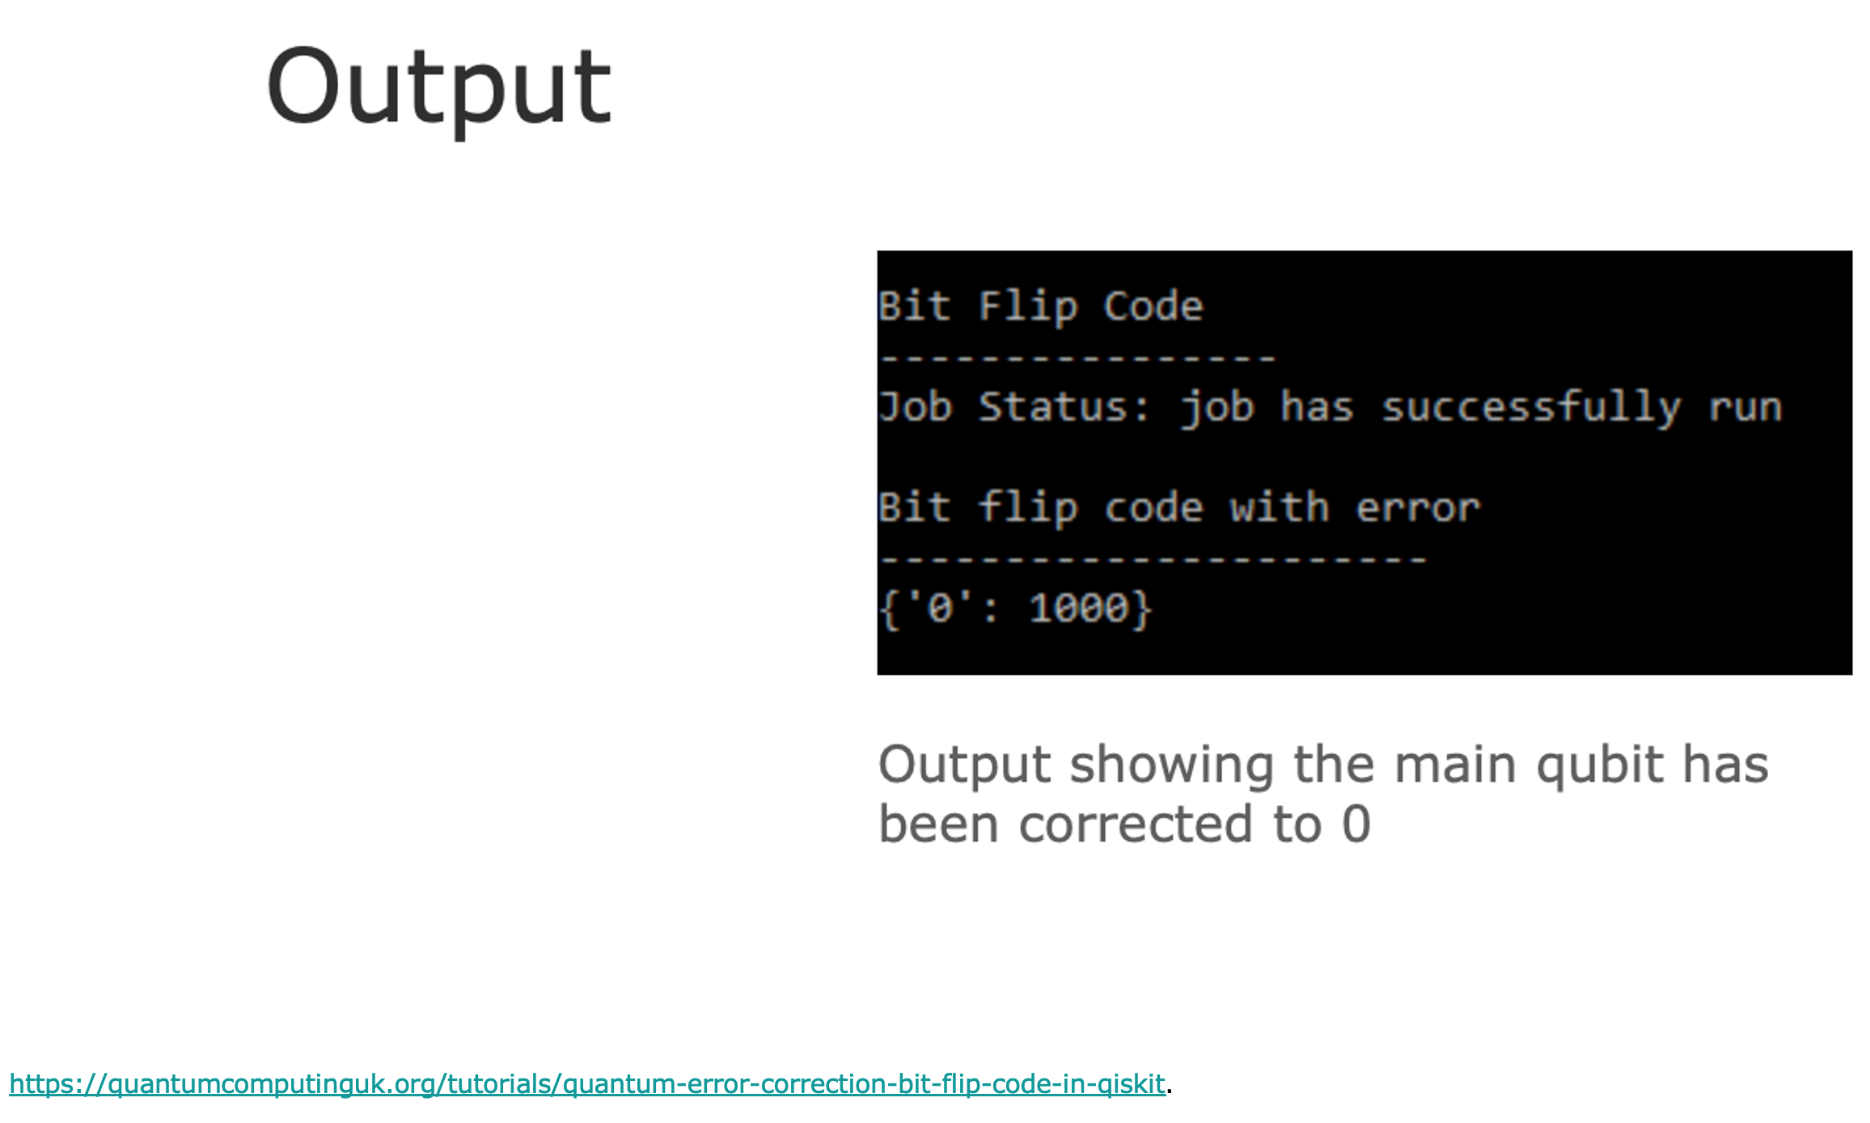 Output
Bit Flip Code
----------------
Job Status: job has successfully run
Bit flip code with error
----------------------
{'0': 1000}
Output showing the main qubit has
been corrected to 0
https://quantumcomputinguk.org/tutorials/quantum-error-correction-bit-flip-code-in-qiskit.